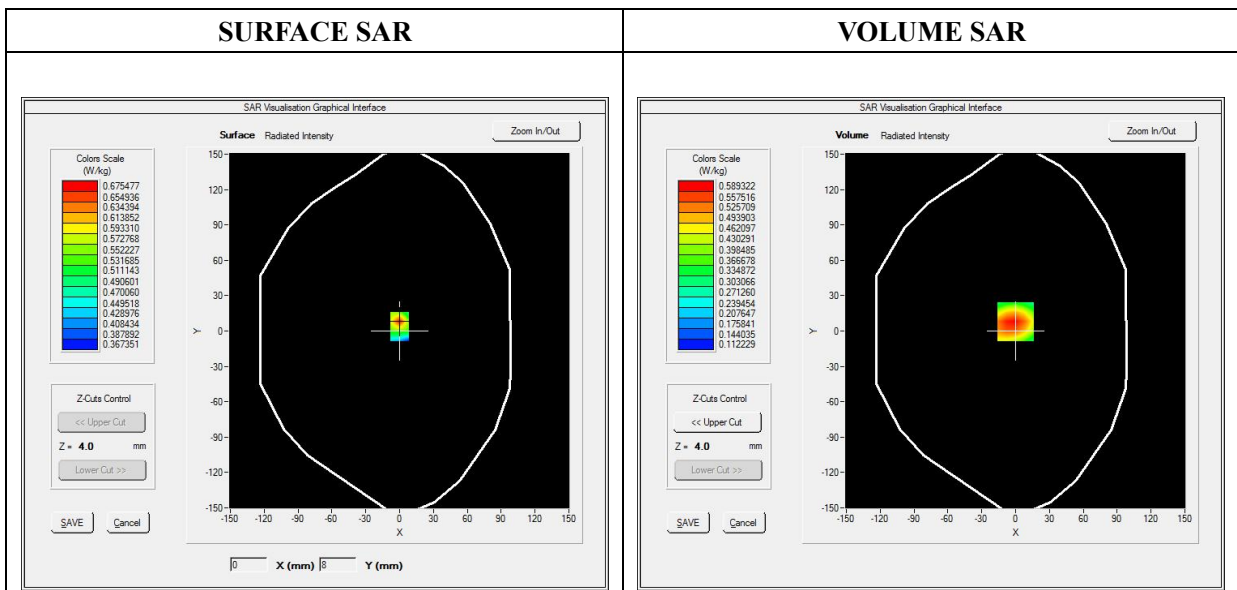 SURFACE SAR
SAR Visualisation Graphical Interface
Surface Radiated Intensity
Zoom In/Out
Colors Scale
(W/kg)
0.675477
0.654936
0.634394
0.613852
0.593310
0.572768
0.552227
0.531685
0.511143
0.490601
0.470060
0.449518
0.428976
0.408434
0.387892
0.367351
Z-Cuts Control
<< Upper Cut
Z = 4.0 mm
Lower Cut >>
SAVE Cancel
150
120
90
60
30
0
-30
-60
-90
-120
-150
Y
-150 -120 -90 -60 -30 0 30 60 90 120 150
X
0 X (mm) 8 Y (mm)
VOLUME SAR
SAR Visualisation Graphical Interface
Volume Radiated Intensity
Zoom In/Out
Colors Scale
(W/kg)
0.589322
0.557516
0.525709
0.493903
0.462097
0.430291
0.398485
0.366678
0.334872
0.303066
0.271260
0.239454
0.207647
0.175841
0.144035
0.112229
Z-Cuts Control
<< Upper Cut
Z = 4.0 mm
Lower Cut >>
SAVE Cancel
150
120
90
60
30
0
-30
-60
-90
-120
-150
Y
-150 -120 -90 -60 -30 0 30 60 90 120 150
X